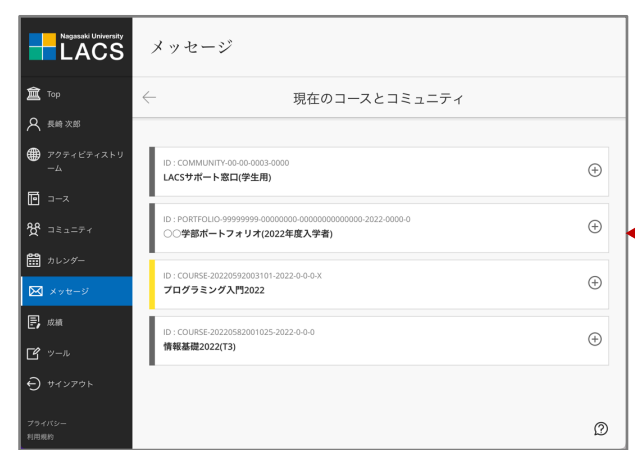 Nagasaki University
LACS
メッセージ
Top
長崎 次郎
アクティビティストリ
ーム
コース
コミュニティ
カレンダー
メッセージ
成績
ツール
サインアウト
プライバシー
利用規約
現在のコースとコミュニティ
ID : COMMUNITY-00-00-0003-0000
LACSサポート窓口(学生用)
ID : PORTFOLIO-99999999-00000000-00000000000000-2022-0000-0
○○学部ポートフォリオ(2022年度入学者)
ID : COURSE-20220592003101-2022-0-0-X
プログラミング入門2022
ID : COURSE-20220582001025-2022-0-0-0
情報基礎2022(T3)